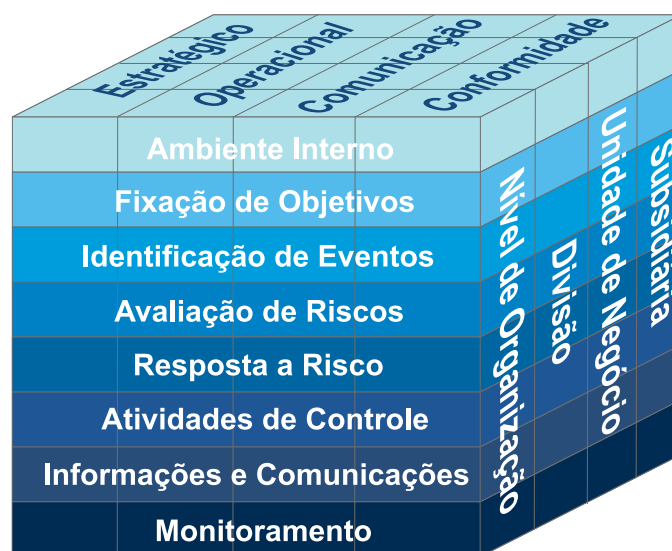 Estratégico
Operacional
Comunicação
Conformidade
Ambiente Interno
Fixação de Objetivos
Identificação de Eventos
Avaliação de Riscos
Resposta a Risco
Atividades de Controle
Informações e Comunicações
Monitoramento
Nível de Organização
Divisão
Unidade de Negócio
Subsidiária